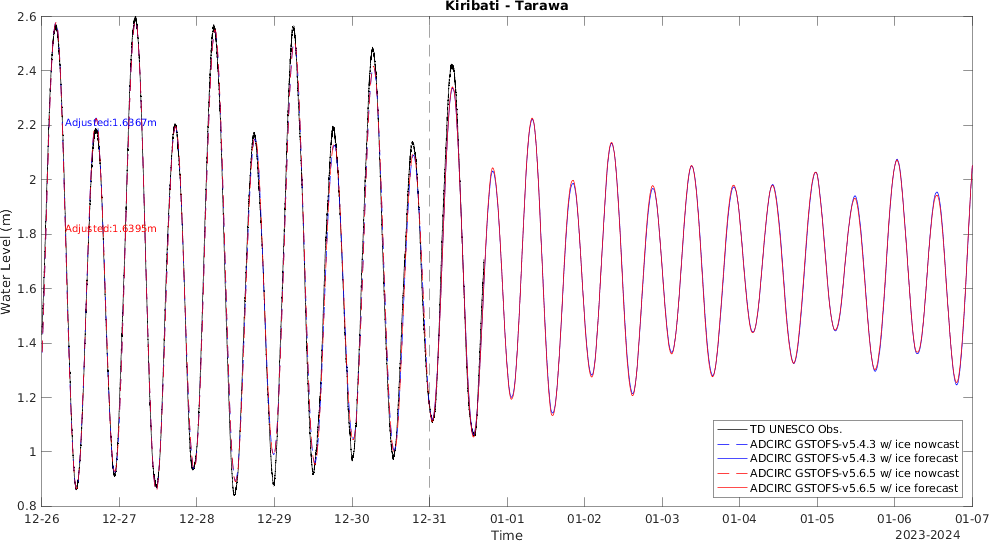 Kiribati - Tarawa
2.6
2.4
2.2
2
1.8
1.6
1.4
1.2
1
0.8
Water Level (m)
Adjusted:1.6367m
Adjusted:1.6395m
TD UNESCO Obs.
ADCIRC GSTOFS-v5.4.3 w/ ice nowcast
ADCIRC GSTOFS-v5.4.3 w/ ice forecast
ADCIRC GSTOFS-v5.6.5 w/ ice nowcast
ADCIRC GSTOFS-v5.6.5 w/ ice forecast
12-26 12-27 12-28 12-29 12-30 12-31 01-01 01-02 01-03 01-04 01-05 01-06 01-07
Time
2023-2024